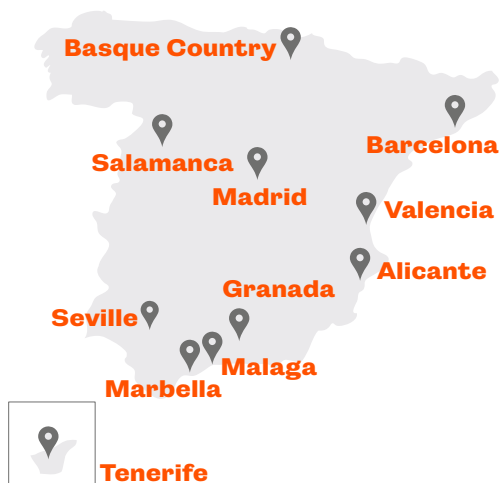 Basque Country
Barcelona
Salamanca
Madrid
Valencia
Alicante
Granada
Seville
Malaga
Marbella
Tenerife